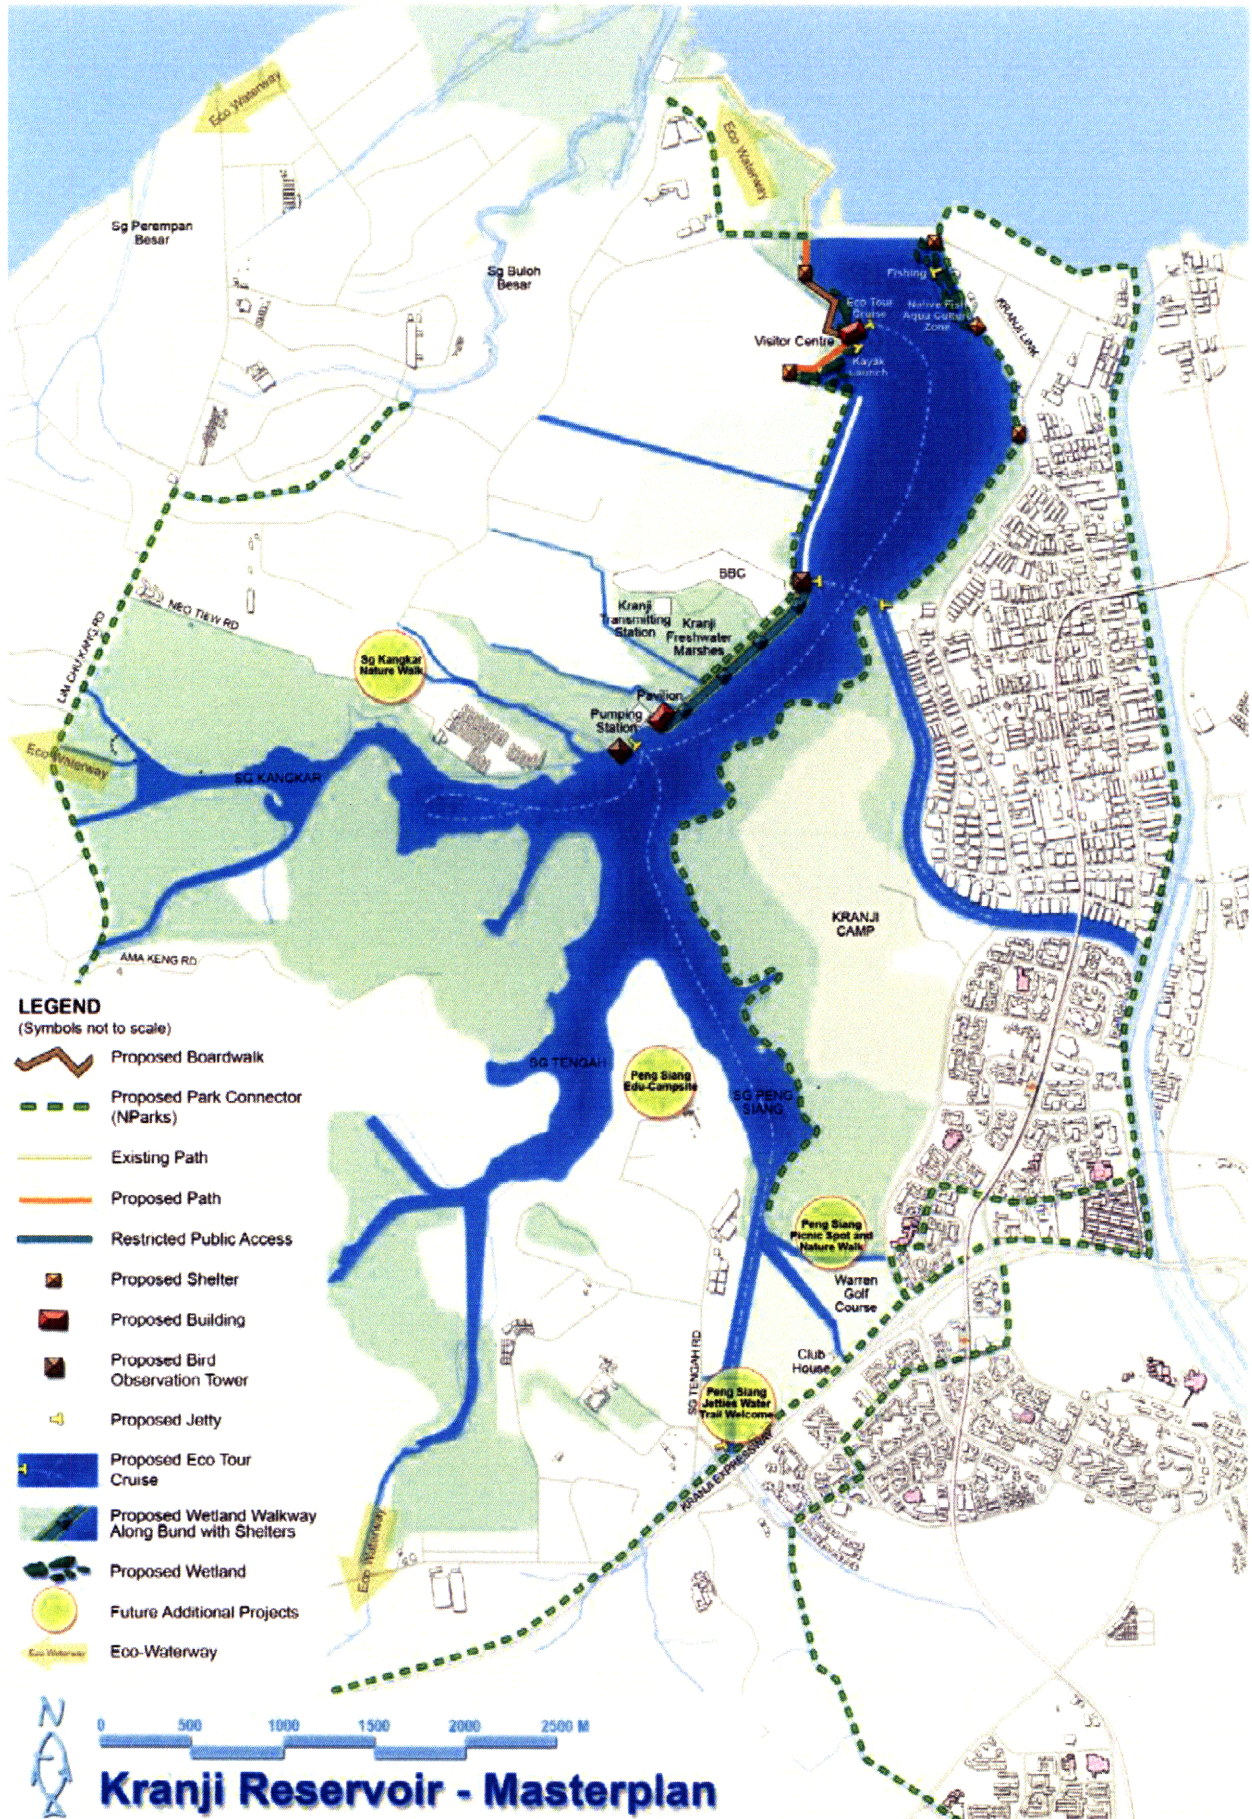 Eco Waterway
Eco Waterway
Sg Perempan
Besar
Sg Buloh
Besar
Fishing
Eco Tour
Cruise
Native Fish
Aqua Culture
Zone
KRANJI LINK
Visitor Centre
Kayak
Launch
BBC
NEO TIEW RD
LIM CHU KANG RD
Kranji
Transmitting
Station
Kranji
Freshwater
Marshes
Sg Kangkar
Nature Walk
Pavilion
Pumping
Station
Eco-Waterway
SG KANGKAR
KRANJI
CAMP
AMA KENG RD
LEGEND
(Symbols not to scale)
Proposed Boardwalk
Proposed Park Connector
(NParks)
Existing Path
Proposed Path
Restricted Public Access
Proposed Shelter
Proposed Building
Proposed Bird
Observation Tower
Proposed Jetty
Proposed Eco Tour
Cruise
Proposed Wetland Walkway
Along Bund with Shelters
Proposed Wetland
Future Additional Projects
Eco-Waterway
Eco-Waterway
SG TENGAH
Peng Siang
Edu-Campsite
SG PENG
SIANG
Peng Siang
Picnic Spot and
Nature Walk
Warren
Golf
Course
Club
House
SG TENGAH RD
Peng Siang
Jetties Water
Trail Welcome
KRANJI EXPRESSWAY
Eco Waterway
N
0 500 1000 1500 2000 2500 M
Kranji Reservoir - Masterplan